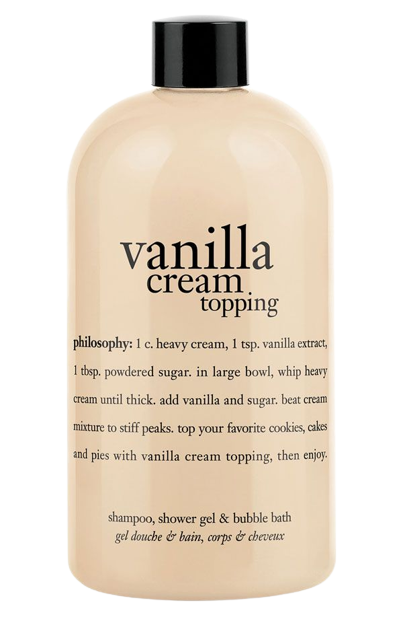 vanilla
cream
topping
philosophy: 1 c. heavy cream, 1 tsp. vanilla extract,
1 tbsp. powdered sugar. in large bowl, whip heavy
cream until thick. add vanilla and sugar. beat cream
mixture to stiff peaks. top your favorite cookies, cakes
and pies with vanilla cream topping, then enjoy.
shampoo, shower gel & bubble bath
gel douche & bain, corps & cheveux